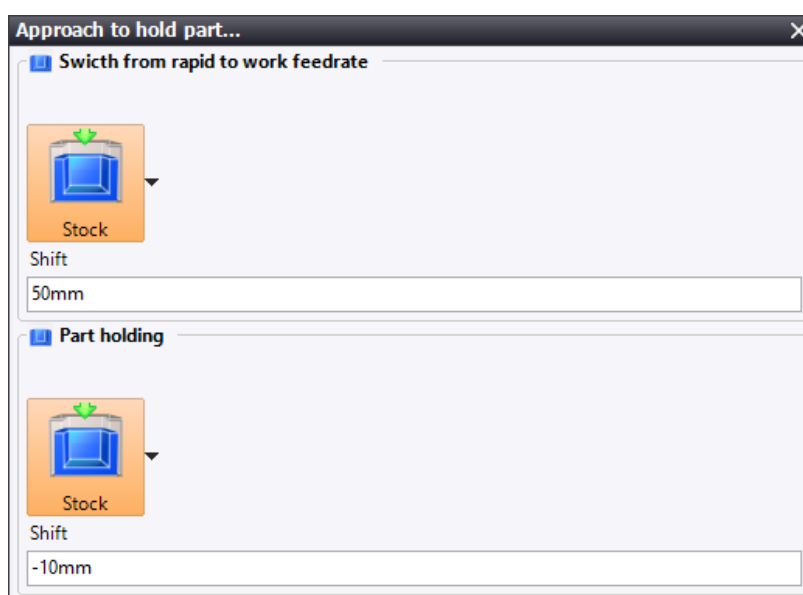 Approach to hold part...
Swicth from rapid to work feedrate
Stock
Shift
50mm
Part holding
Stock
Shift
-10mm